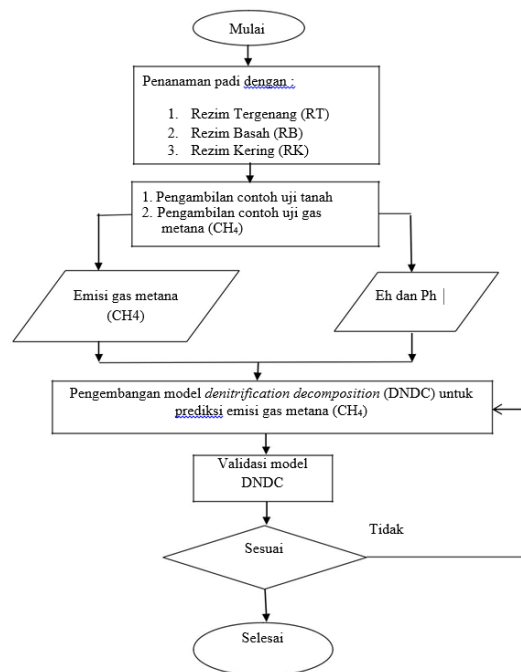 Mulai
Penanaman padi dengan :
1. Rezim Tergenang (RT)
2. Rezim Basah (RB)
3. Rezim Kering (RK)
1. Pengambilan contoh uji tanah
2. Pengambilan contoh uji gas
metana (CH₄)
Emisi gas metana
(CH4)
Eh dan Ph
Pengembangan model denitrification decomposition (DNDC) untuk
prediksi emisi gas metana (CH₄)
Validasi model
DNDC
Sesuai
Tidak
Selesai